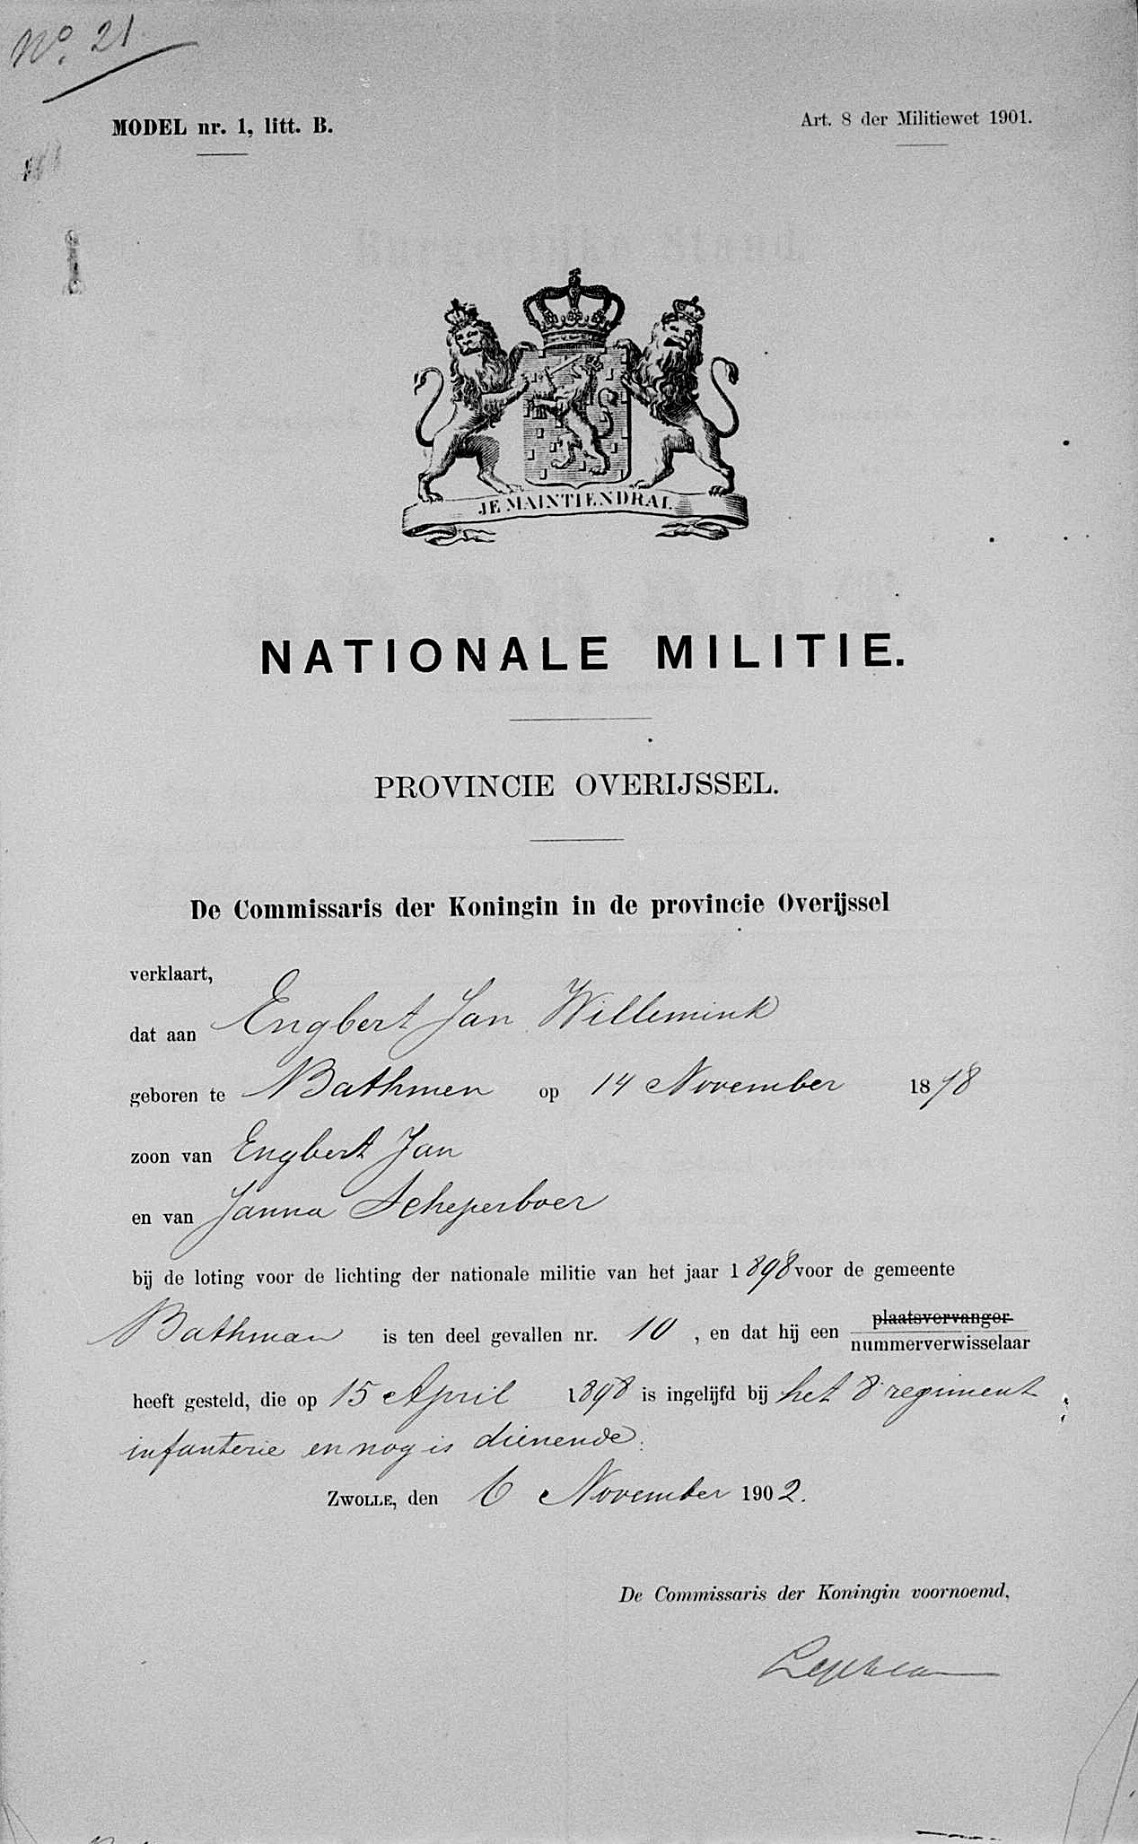 No. 21
MODEL nr. 1, litt. B.
Art. 8 der Militiewet 1901.
JE MAINTIENDRAI.
NATIONALE MILITIE.
PROVINCIE OVERIJSSEL.
De Commissaris der Koningin in de provincie Overijssel
verklaart,
dat aan Engbert Jan Willemink
geboren te Bathmen op 14 November 1878
zoon van Engbert Jan
en van Janna Scheperboer
bij de loting voor de lichting der nationale militie van het jaar 1898 voor de gemeente
Bathman is ten deel gevallen nr. 10, en dat hij een plaatsvervanger
nummerverwisselaar
heeft gesteld, die op 15 April 1898 is ingelijfd bij het 8e regiment
infanterie en nog is dienende.
ZWOLLE, den 6 November 1902.
De Commissaris der Koningin voornoemd,